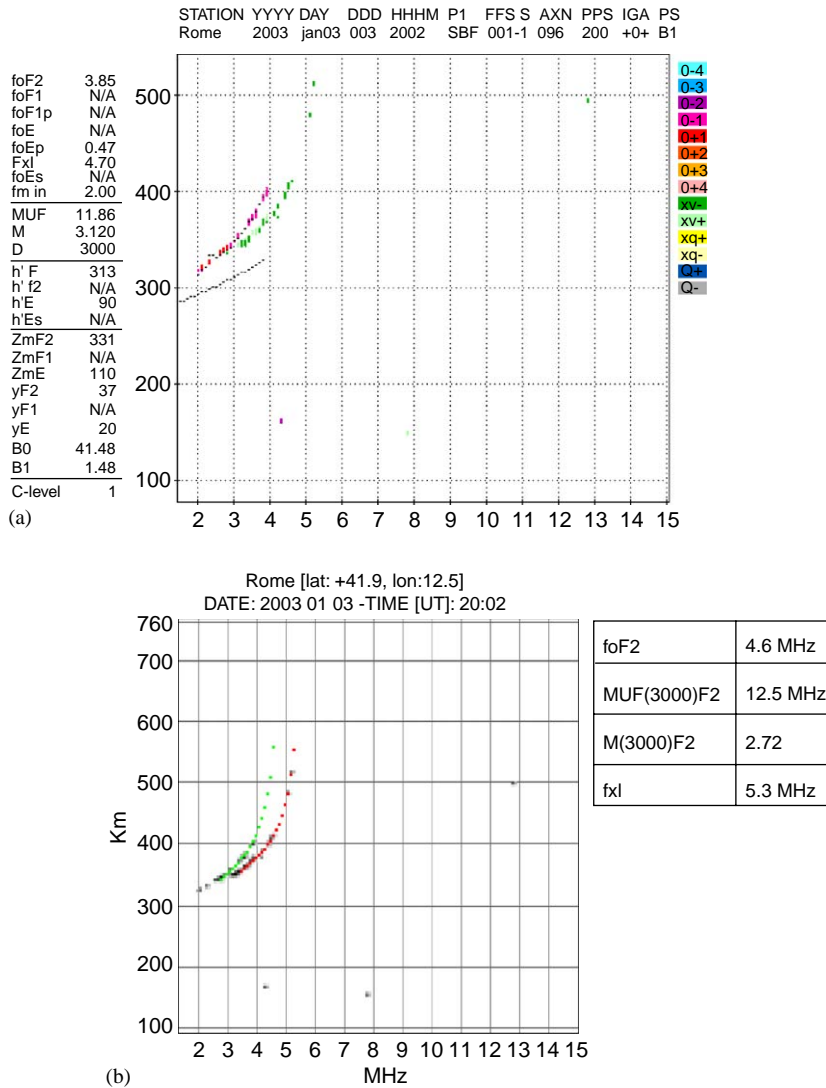 STATION YYYY DAY DDD HHHM P1 FFS S AXN PPS IGA PS
Rome 2003 jan03 003 2002 SBF 001-1 096 200 +0+ B1
foF2 3.85
foF1 N/A
foF1p N/A
foE N/A
foEp 0.47
FxI 4.70
foEs N/A
fm in 2.00
MUF 11.86
M 3.120
D 3000
h' F 313
h' f2 N/A
h'E 90
h'Es N/A
ZmF2 331
ZmF1 N/A
ZmE 110
yF2 37
yF1 N/A
yE 20
B0 41.48
B1 1.48
C-level 1
500
400
300
200
100
2 3 4 5 6 7 8 9 10 11 12 13 14 15
0-4
0-3
0-2
0-1
0+1
0+2
0+3
0+4
xv-
xv+
xq+
xq-
Q+
Q-
(a)
Rome [lat: +41.9, lon:12.5]
DATE: 2003 01 03 -TIME [UT]: 20:02
760
700
600
500
400
300
200
100
Km
2 3 4 5 6 7 8 9 10 11 12 13 14 15
MHz
foF2 4.6 MHz
MUF(3000)F2 12.5 MHz
M(3000)F2 2.72
fxI 5.3 MHz
(b)